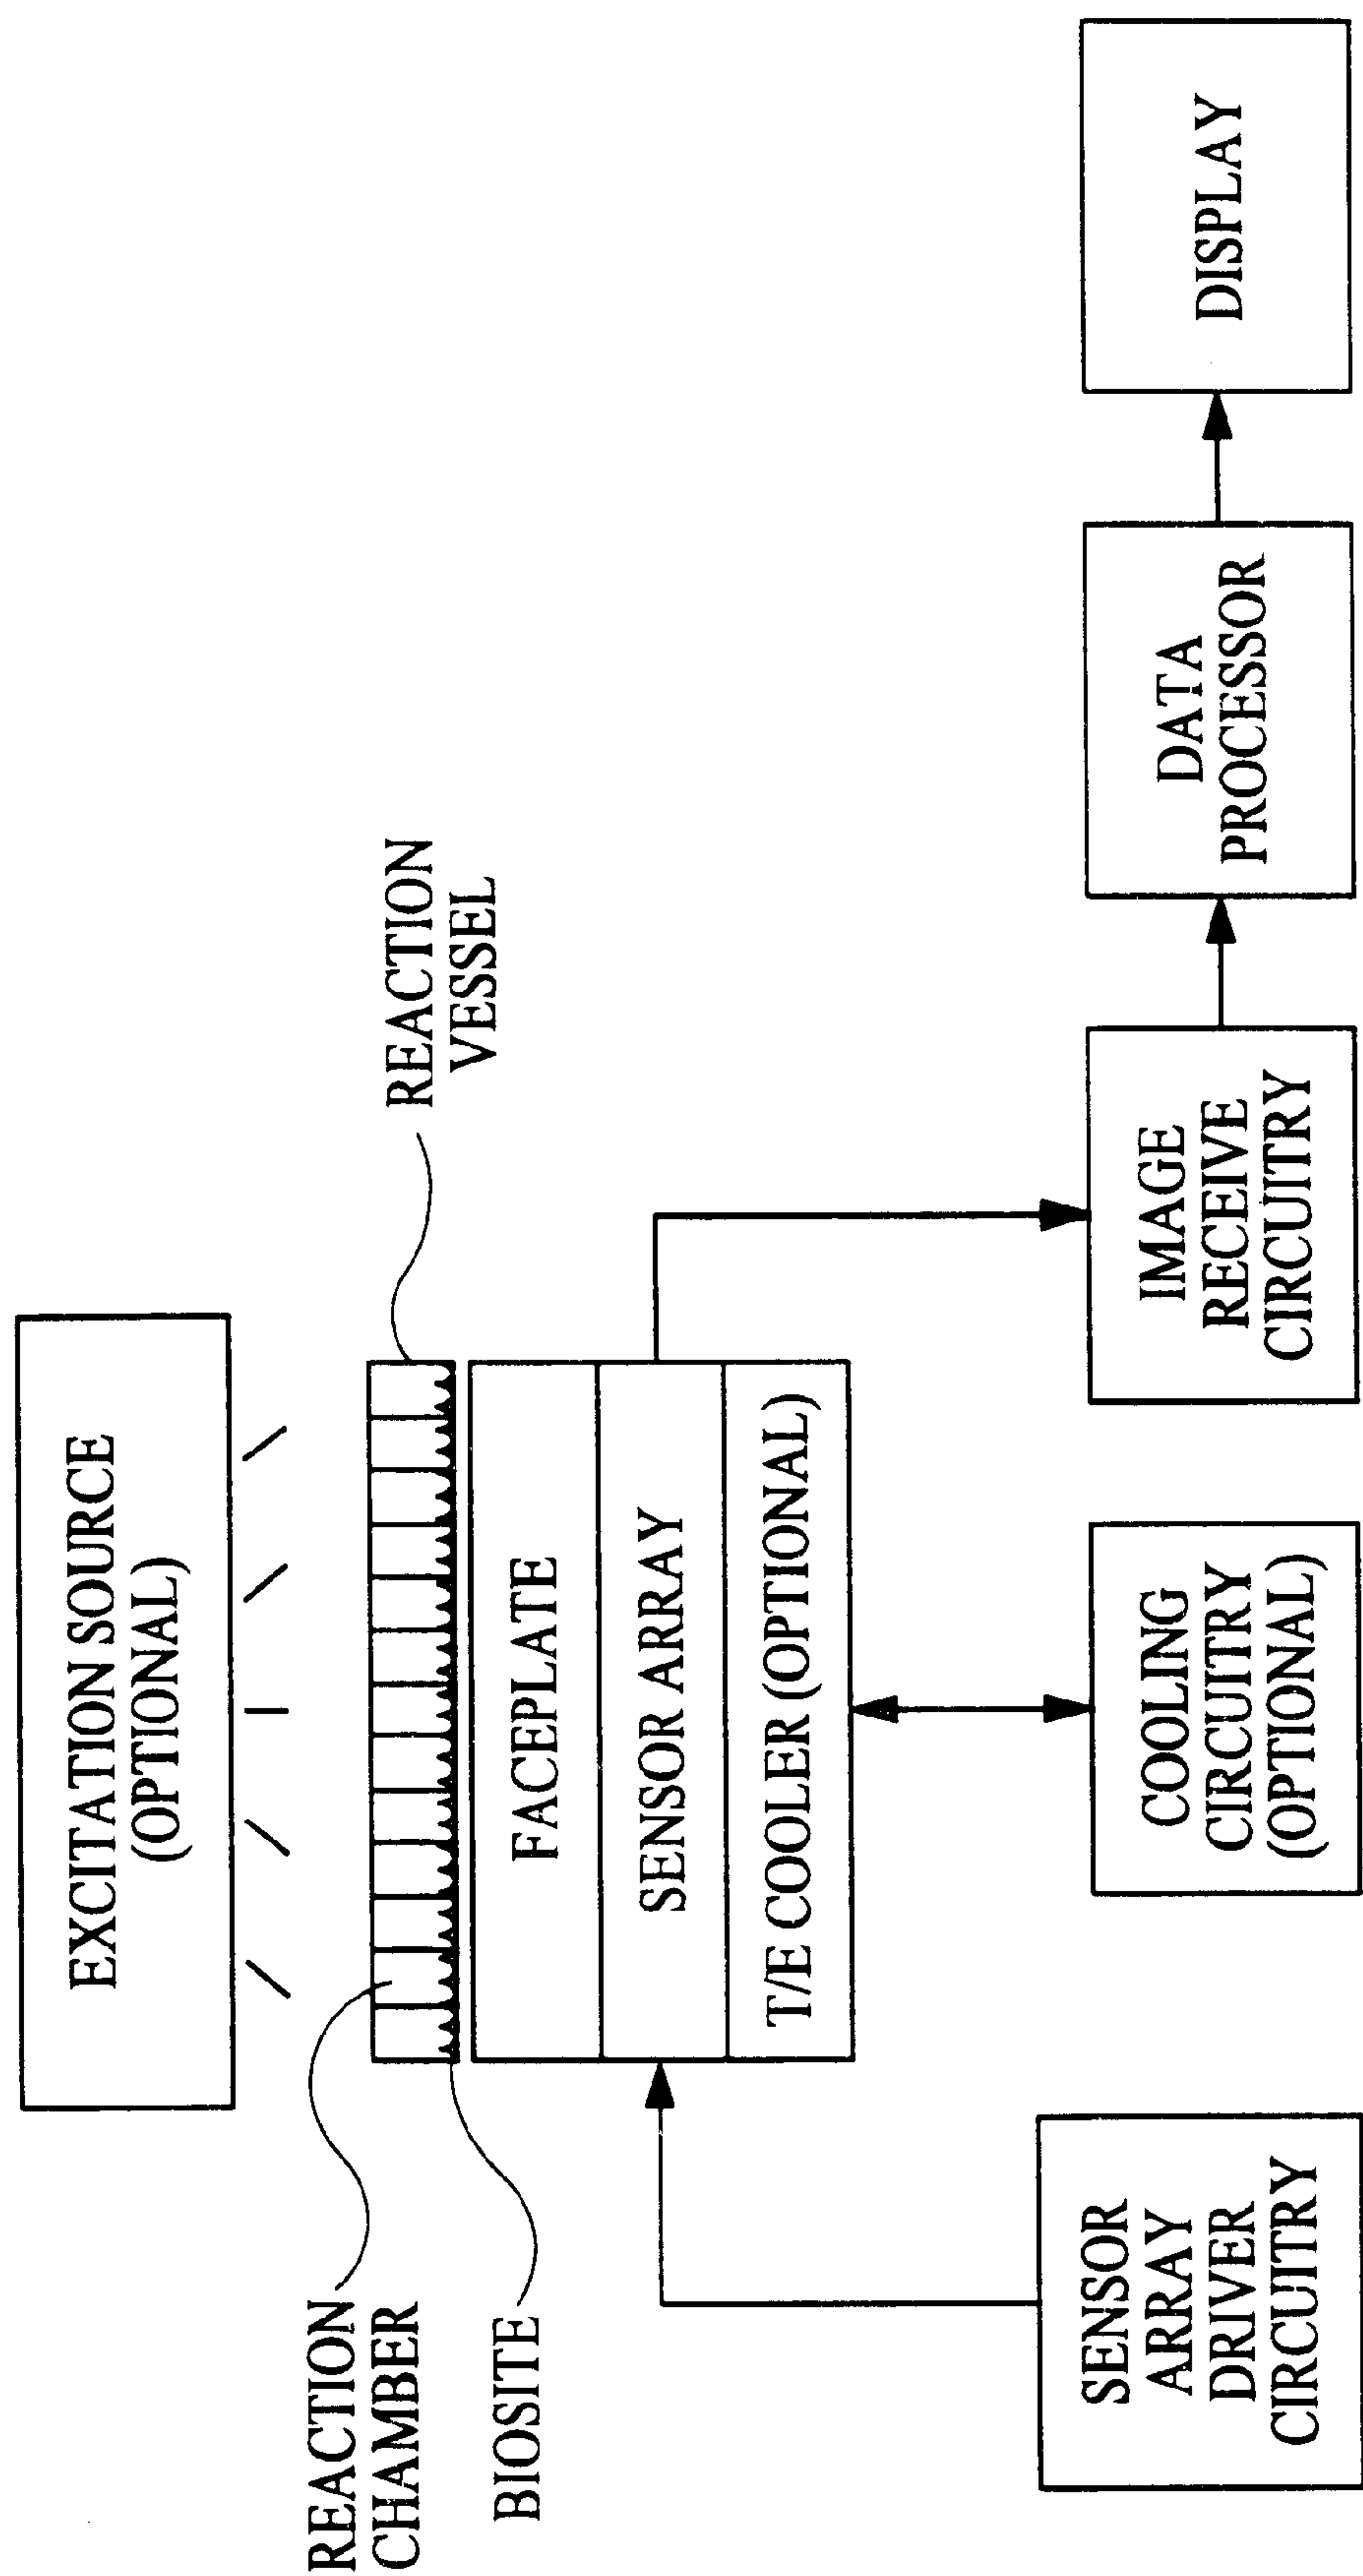 EXCITATION SOURCE
(OPTIONAL)
REACTION
CHAMBER
BIOSITE
REACTION
VESSEL
FACEPLATE
SENSOR ARRAY
T/E COOLER (OPTIONAL)
SENSOR
ARRAY
DRIVER
CIRCUITRY
COOLING
CIRCUITRY
(OPTIONAL)
IMAGE
RECEIVE
CIRCUITRY
DATA
PROCESSOR
DISPLAY